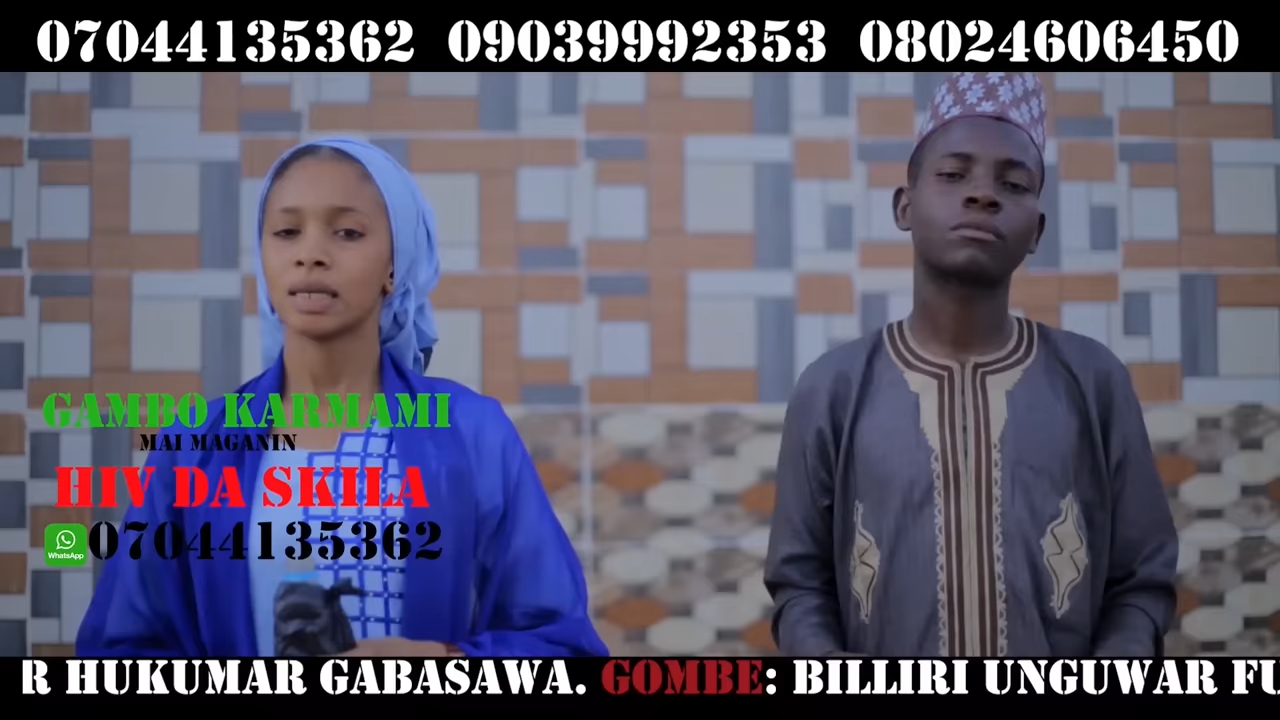 07044135362 09039992353 08024606450
GAMBO KARMAMI
MAI MAGANIN
HIV DA SKILA
WhatsApp 07044135362
R HUKUMAR GABASAWA. GOMBE: BILLIRI UNGUWAR FU